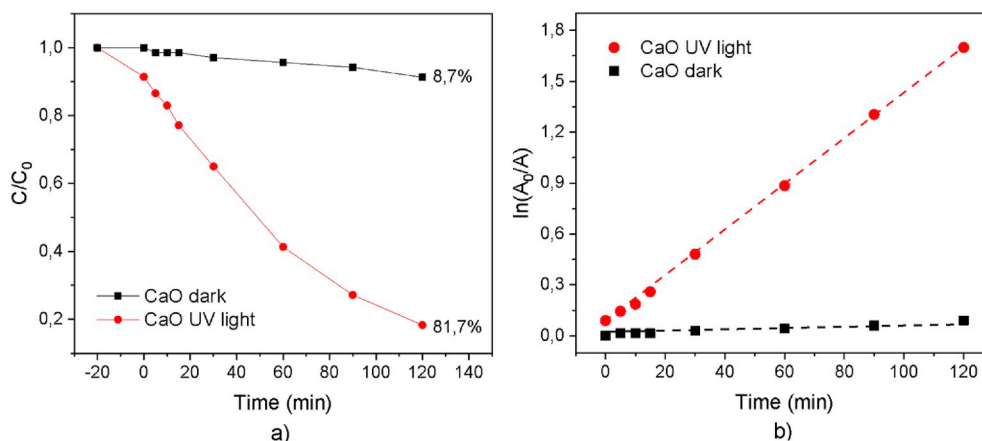 1,0
0,8
0,6
0,4
0,2
C/C0
8,7%
81,7%
CaO dark
CaO UV light
-20 0 20 40 60 80 100 120 140
Time (min)
a)
1,8
1,5
1,2
0,9
0,6
0,3
0,0
ln(A0/A)
CaO UV light
CaO dark
0 20 40 60 80 100 120
Time (min)
b)